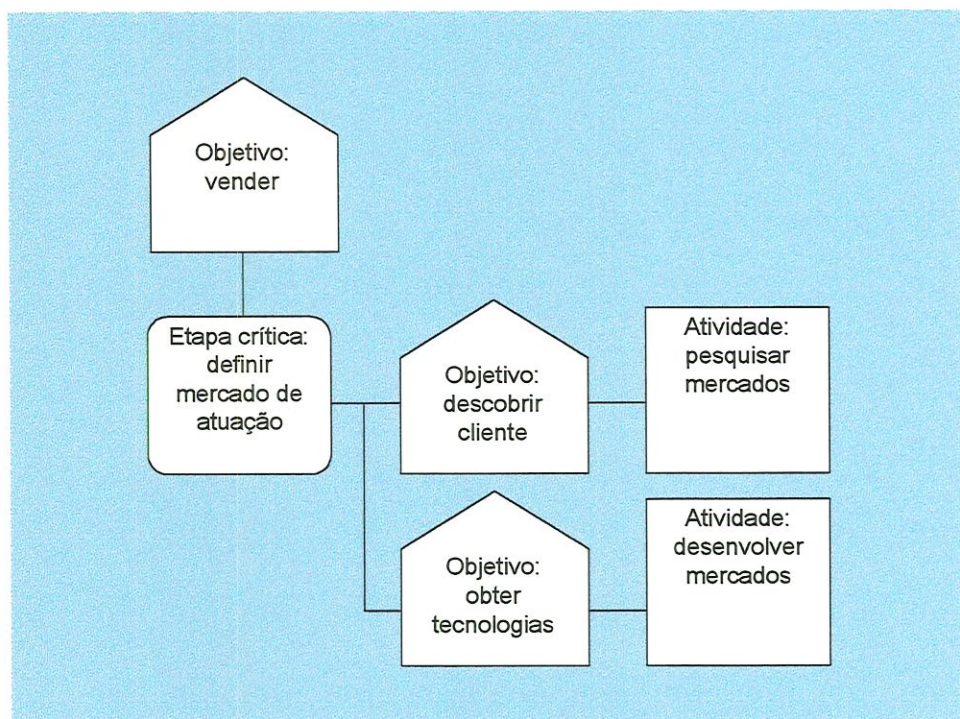 Objetivo:
vender
Etapa crítica:
definir
mercado de
atuação
Objetivo:
descobrir
cliente
Atividade:
pesquisar
mercados
Objetivo:
obter
tecnologias
Atividade:
desenvolver
mercados